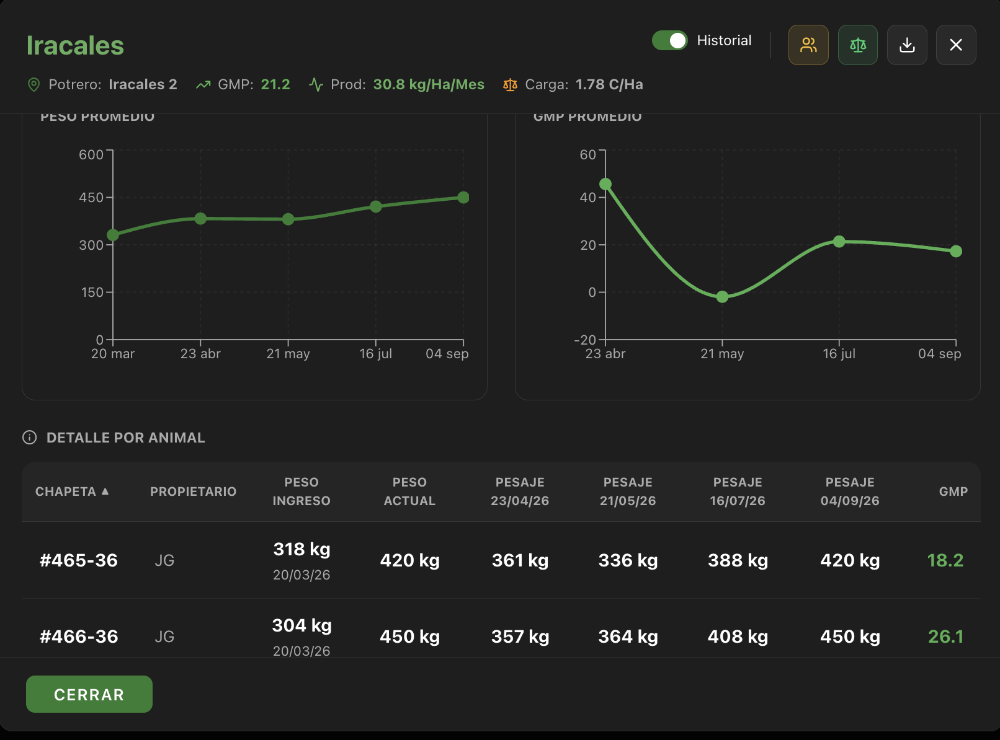 Iracales
Historial
Potrero: Iracales 2 GMP: 21.2 Prod: 30.8 kg/Ha/Mes Carga: 1.78 C/Ha
PESO PROMEDIO
600
450
300
150
0
20 mar 23 abr 21 may 16 jul 04 sep
GMP PROMEDIO
60
40
20
0
-20
23 abr 21 may 16 jul 04 sep
DETALLE POR ANIMAL
CHAPETA ▲ PROPIETARIO PESO INGRESO PESO ACTUAL PESAJE 23/04/26 PESAJE 21/05/26 PESAJE 16/07/26 PESAJE 04/09/26 GMP
#465-36 JG 318 kg 420 kg 361 kg 336 kg 388 kg 420 kg 18.2
20/03/26
#466-36 JG 304 kg 450 kg 357 kg 364 kg 408 kg 450 kg 26.1
20/03/26
CERRAR